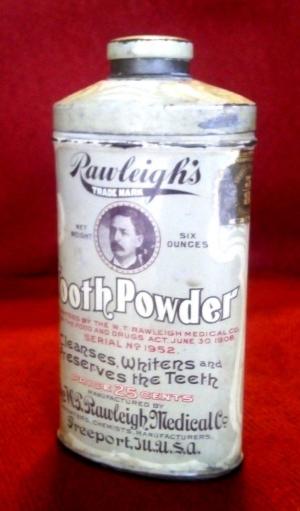 Rawleigh's
TRADE MARK
NET WEIGHT
SIX OUNCES
Tooth Powder
BY THE W. T. RAWLEIGH MEDICAL CO.
FOOD AND DRUGS ACT, JUNE 30, 1906.
SERIAL No 1952.
Cleanses, Whitens and
Preserves the Teeth
PRICE 25 CENTS
MANUFACTURED BY
Rawleigh Medical Co
CHEMISTS, MANUFACTURERS,
Freeport, Ill. U.S.A.